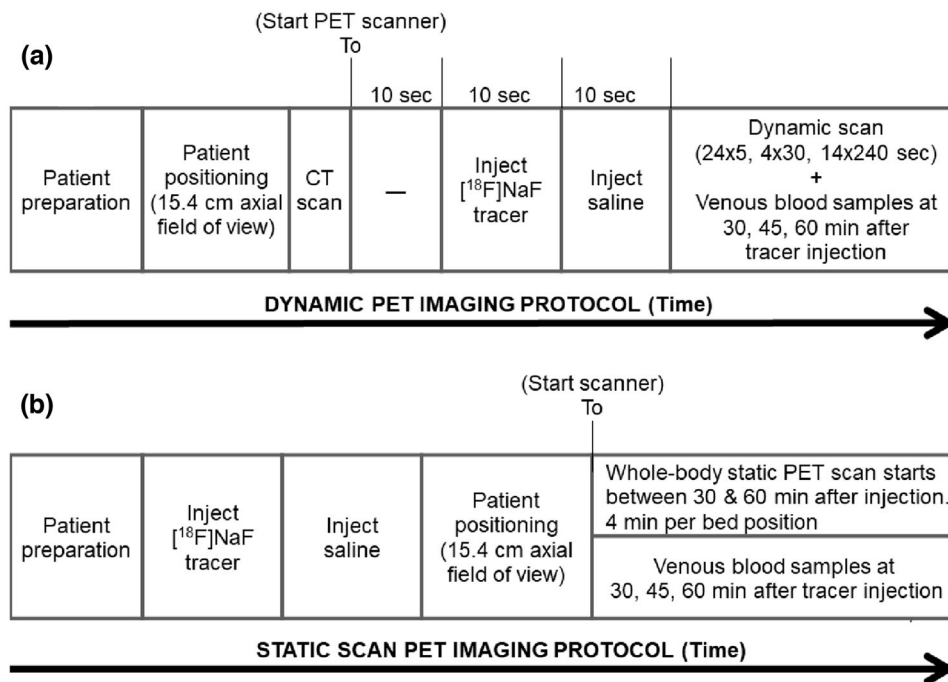 (a)
(Start PET scanner)
To
10 sec
10 sec
10 sec
Patient
preparation
Patient
positioning
(15.4 cm axial
field of view)
CT
scan
—
Inject
[¹⁸F]NaF
tracer
Inject
saline
Dynamic scan
(24x5, 4x30, 14x240 sec)
+
Venous blood samples at
30, 45, 60 min after
tracer injection
DYNAMIC PET IMAGING PROTOCOL (Time)
(b)
(Start scanner)
To
Patient
preparation
Inject
[¹⁸F]NaF
tracer
Inject
saline
Patient
positioning
(15.4 cm axial
field of view)
Whole-body static PET scan starts
between 30 & 60 min after injection.
4 min per bed position
Venous blood samples at
30, 45, 60 min after tracer injection
STATIC SCAN PET IMAGING PROTOCOL (Time)